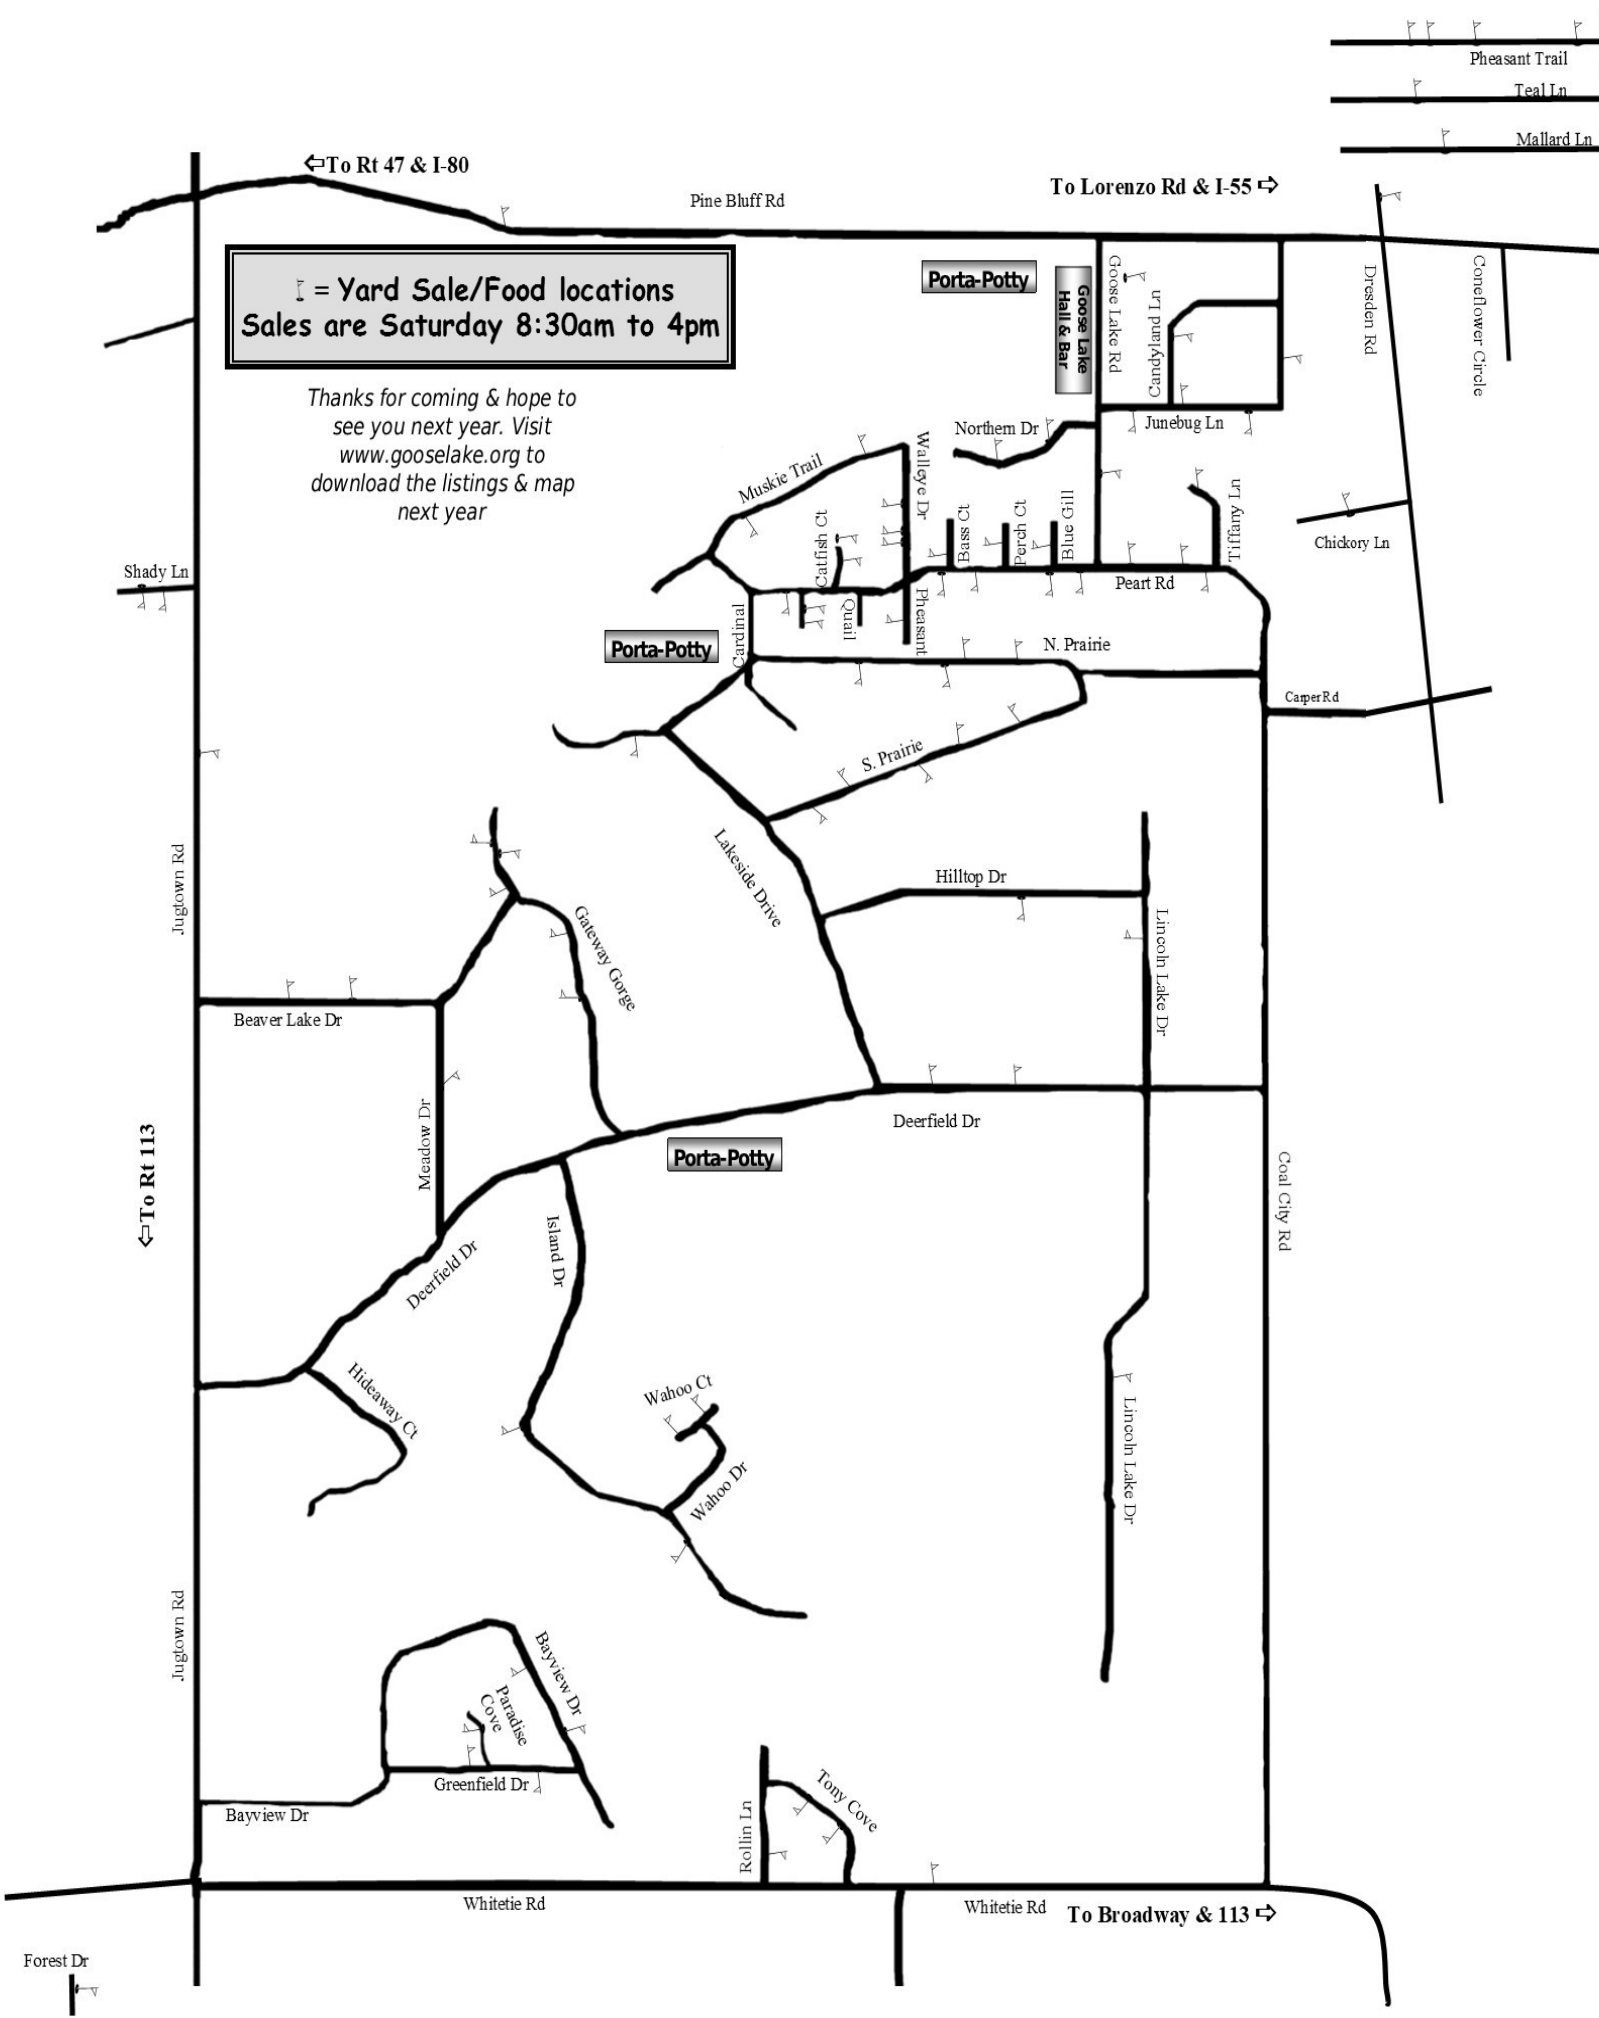 Pheasant Trail
Teal Ln
Mallard Ln
⇦To Rt 47 & I-80
To Lorenzo Rd & I-55 ⇨
Pine Bluff Rd
= Yard Sale/Food locations
Sales are Saturday 8:30am to 4pm
Thanks for coming & hope to
see you next year. Visit
www.gooselake.org to
download the listings & map
next year
Porta-Potty
Goose Lake
Hall & Bar
Goose Lake Rd
Candyland Ln
Dresden Rd
Coneflower Circle
Junebug Ln
Northern Dr
Walleye Dr
Muskie Trail
Catfish Ct
Bass Ct
Perch Ct
Blue Gill
Tiffany Ln
Chickory Ln
Shady Ln
Peart Rd
Quail
Pheasant
Cardinal
Porta-Potty
N. Prairie
Carper Rd
S. Prairie
Jugtown Rd
Lakeside Drive
Hilltop Dr
Gateway Gorge
Lincoln Lake Dr
Beaver Lake Dr
Meadow Dr
Deerfield Dr
Porta-Potty
⇦To Rt 113
Coal City Rd
Island Dr
Deerfield Dr
Hideaway Ct
Wahoo Ct
Wahoo Dr
Lincoln Lake Dr
Jugtown Rd
Bayview Dr
Paradise
Cove
Greenfield Dr
Bayview Dr
Rollin Ln
Tony Cove
Whitetie Rd
Whitetie Rd
To Broadway & 113 ⇨
Forest Dr